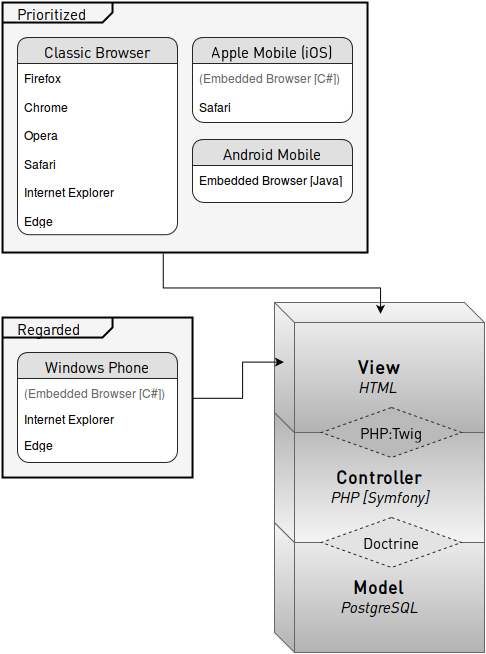 Prioritized
Classic Browser
Firefox
Chrome
Opera
Safari
Internet Explorer
Edge
Apple Mobile (iOS)
(Embedded Browser [C#])
Safari
Android Mobile
Embedded Browser [Java]
Regarded
Windows Phone
(Embedded Browser [C#])
Internet Explorer
Edge
View
HTML
PHP:Twig
Controller
PHP [Symfony]
Doctrine
Model
PostgreSQL